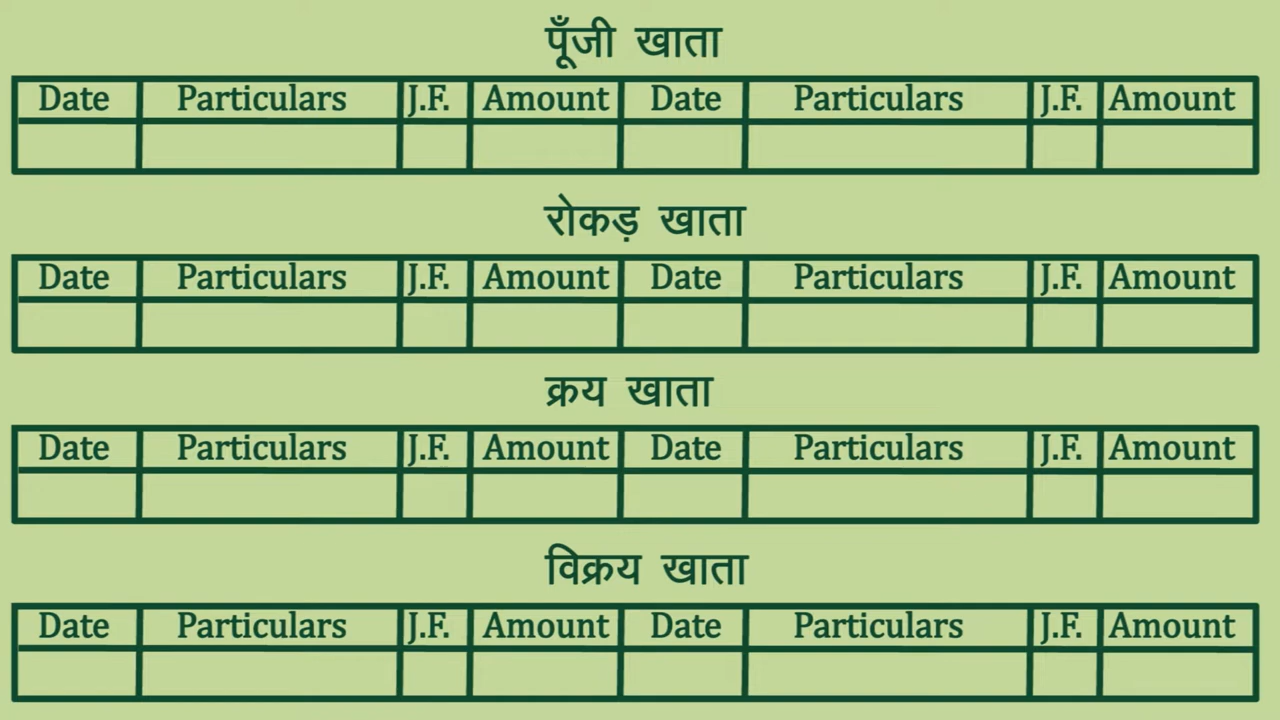 पूँजी खाता
Date Particulars J.F. Amount Date Particulars J.F. Amount
रोकड़ खाता
Date Particulars J.F. Amount Date Particulars J.F. Amount
क्रय खाता
Date Particulars J.F. Amount Date Particulars J.F. Amount
विक्रय खाता
Date Particulars J.F. Amount Date Particulars J.F. Amount